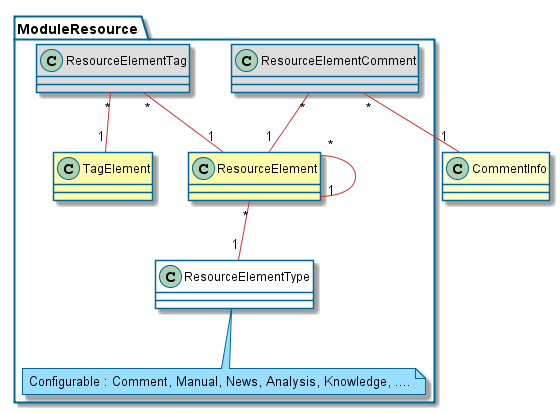 ModuleResource
C ResourceElementTag
C ResourceElementComment
* * * *
1 1 1 * 1
C TagElement
C ResourceElement
C CommentInfo
1
*
1
C ResourceElementType
Configurable : Comment, Manual, News, Analysis, Knowledge, ....